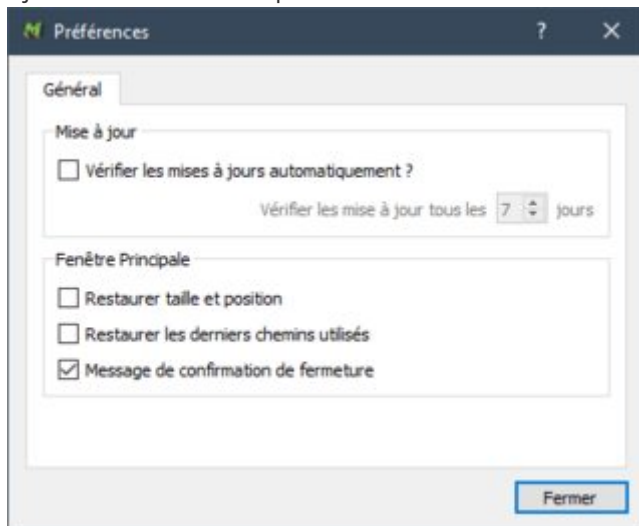 Préférences
Général
Mise à jour
Vérifier les mises à jours automatiquement ?
Vérifier les mise à jour tous les 7 jours
Fenêtre Principale
Restaurer taille et position
Restaurer les derniers chemins utilisés
Message de confirmation de fermeture
Fermer